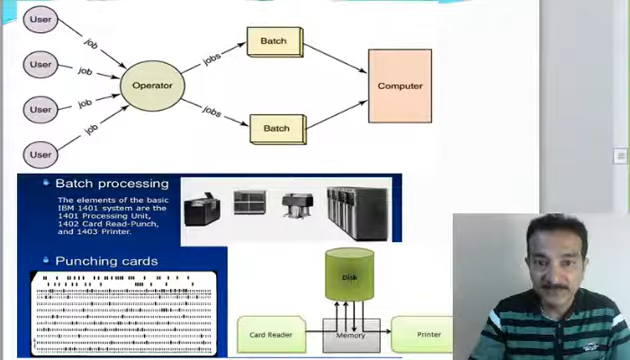 User
job
User
job
User
job
User
job
Operator
jobs
jobs
Batch
Batch
Computer
Batch processing
The elements of the basic
IBM 1401 system are the
1401 Processing Unit,
1402 Card Read-Punch,
and 1403 Printer.
Punching cards
Disk
Card Reader
Memory
Printer